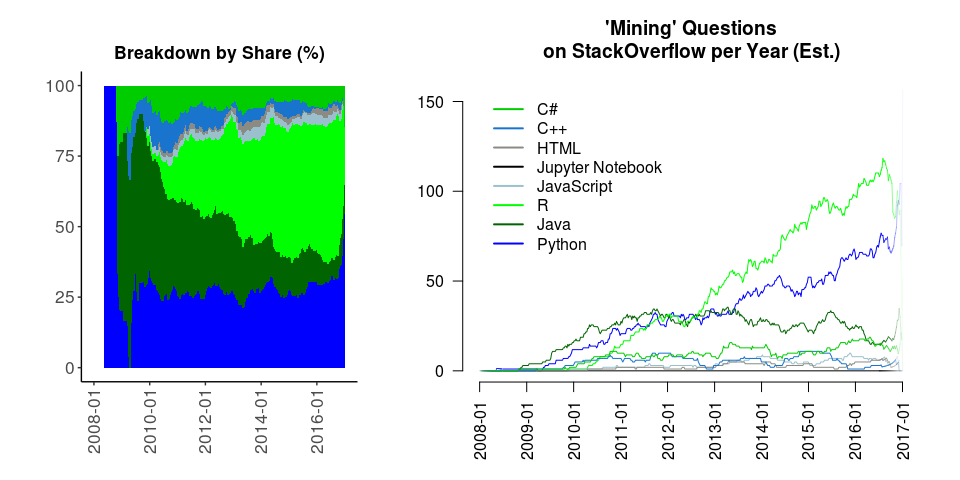 Breakdown by Share (%)
100
75
50
25
0
2008-01
2010-01
2012-01
2014-01
2016-01
'Mining' Questions
on StackOverflow per Year (Est.)
150
100
50
0
C#
C++
HTML
Jupyter Notebook
JavaScript
R
Java
Python
2008-01
2009-01
2010-01
2011-01
2012-01
2013-01
2014-01
2015-01
2016-01
2017-01